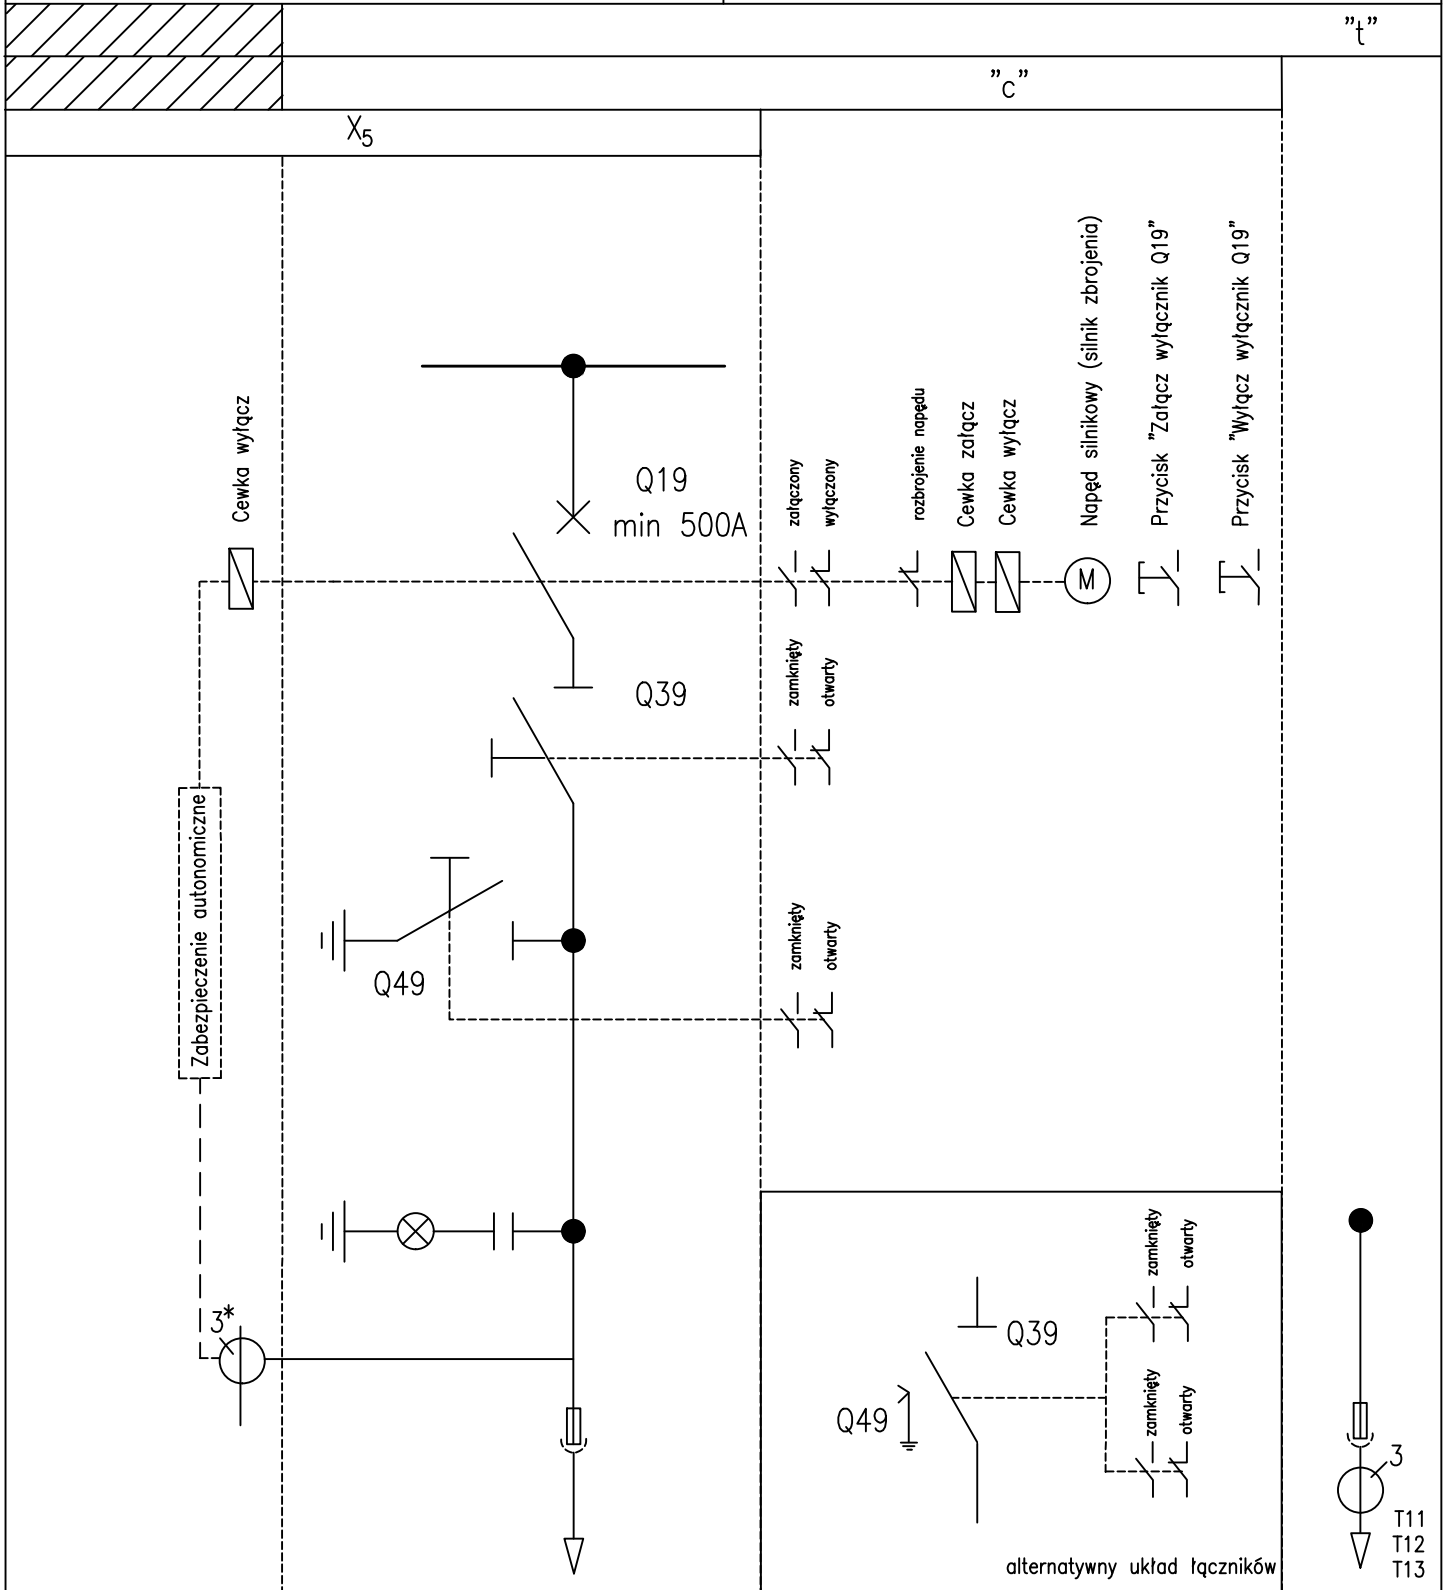 "t"
"c"
X5
Cewka wyłącz
Q19
min 500A
załączony
wyłączony
rozbrojenie napędu
Cewka załącz
Cewka wyłącz
Napęd silnikowy (silnik zbrojenia)
Przycisk "Załącz wyłącznik Q19"
Przycisk "Wyłącz wyłącznik Q19"
M
Q39
zamknięty
otwarty
Zabezpieczenie autonomiczne
Q49
zamknięty
otwarty
3*
Q39
zamknięty
otwarty
Q49
zamknięty
otwarty
alternatywny układ łączników
3
T11
T12
T13